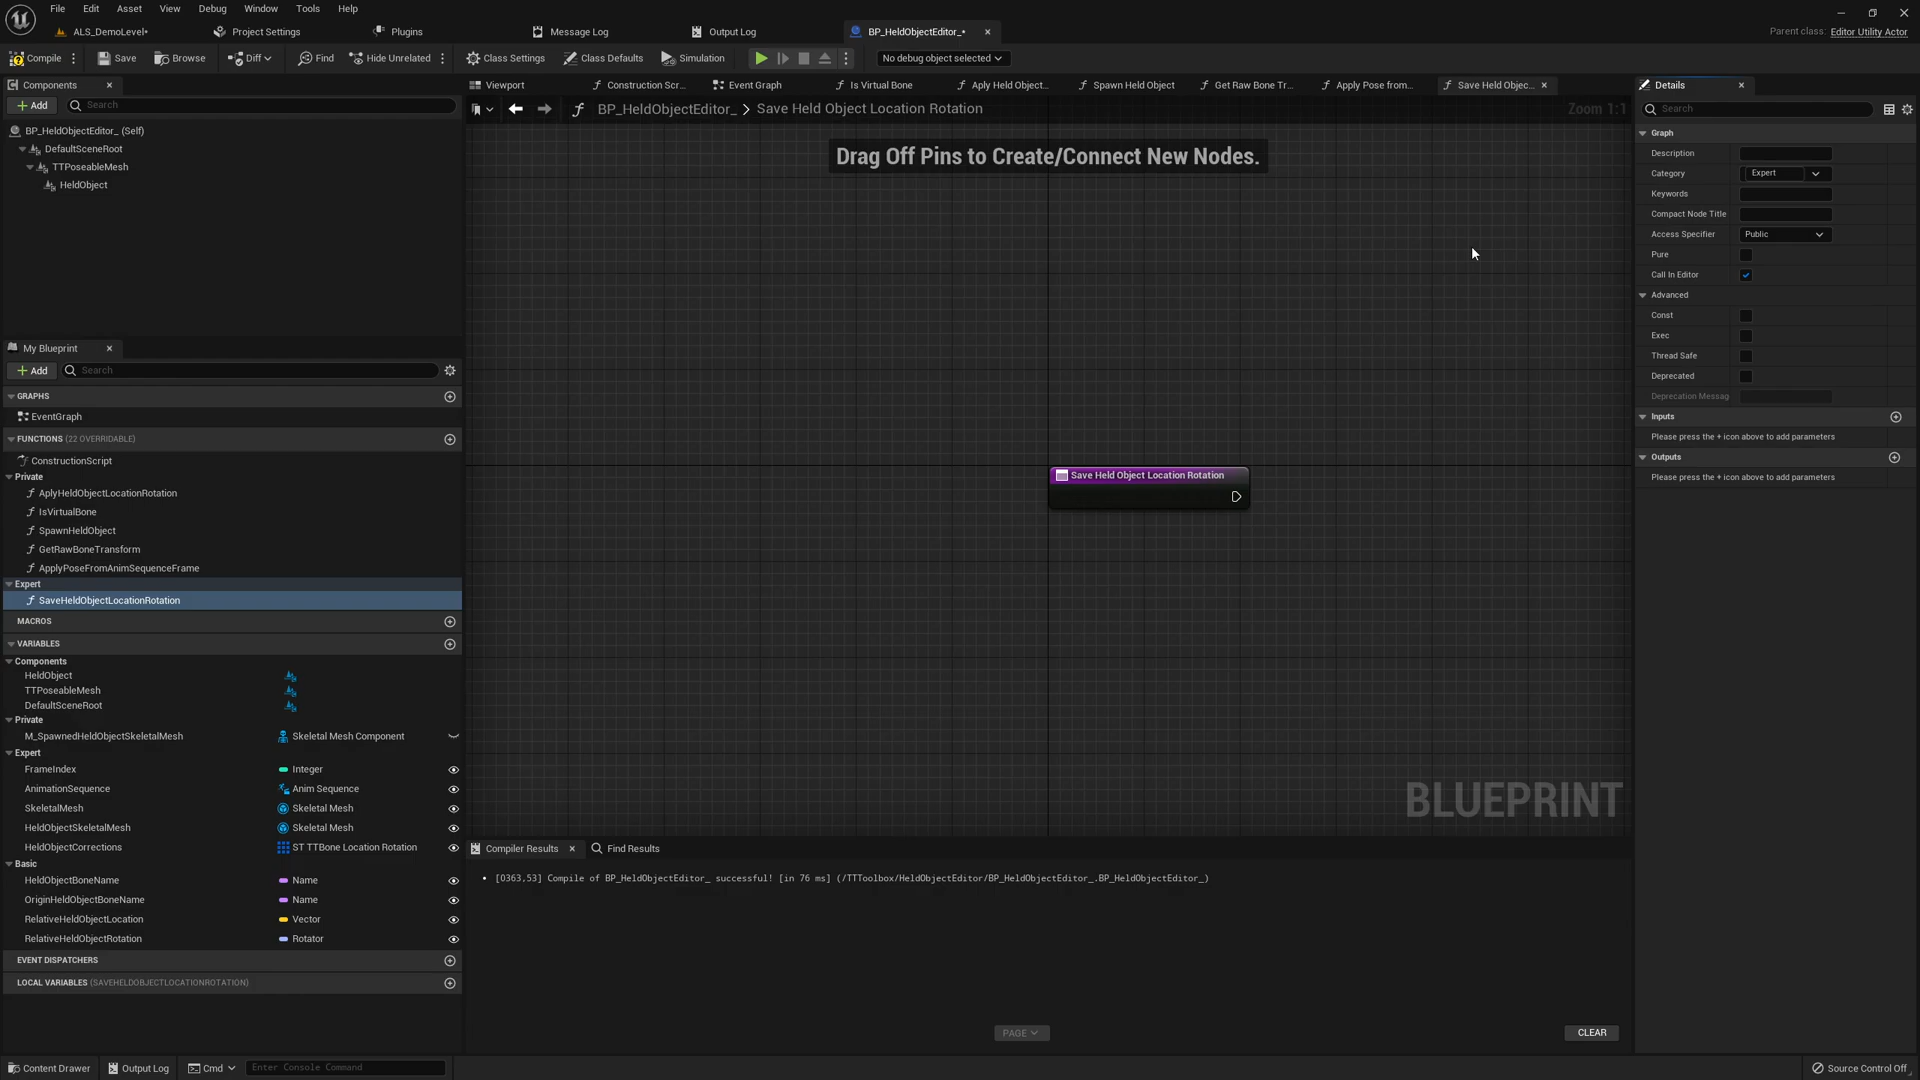 File Edit Asset View Debug Window Tools Help
ALS_DemoLevel* Project Settings Plugins Message Log Output Log BP_HeldObjectEditor_*
Parent class: Editor Utility Actor
Compile Save Browse Diff Find Hide Unrelated Class Settings Class Defaults Simulation No debug object selected
Components
Add Search
BP_HeldObjectEditor_ (Self)
DefaultSceneRoot
TTPoseableMesh
HeldObject
My Blueprint
Add Search
GRAPHS
EventGraph
FUNCTIONS (22 OVERRIDABLE)
ConstructionScript
Private
AplyHeldObjectLocationRotation
IsVirtualBone
SpawnHeldObject
GetRawBoneTransform
ApplyPoseFromAnimSequenceFrame
Expert
SaveHeldObjectLocationRotation
MACROS
VARIABLES
Components
HeldObject
TTPoseableMesh
DefaultSceneRoot
Private
M_SpawnedHeldObjectSkeletalMesh Skeletal Mesh Component
Expert
FrameIndex Integer
AnimationSequence Anim Sequence
SkeletalMesh Skeletal Mesh
HeldObjectSkeletalMesh Skeletal Mesh
HeldObjectCorrections ST TTBone Location Rotation
Basic
HeldObjectBoneName Name
OriginHeldObjectBoneName Name
RelativeHeldObjectLocation Vector
RelativeHeldObjectRotation Rotator
EVENT DISPATCHERS
LOCAL VARIABLES (SAVEHELDOBJECTLOCATIONROTATION)
Viewport Construction Scr... Event Graph Is Virtual Bone Aply Held Object... Spawn Held Object Get Raw Bone Tr... Apply Pose from... Save Held Objec...
BP_HeldObjectEditor_ > Save Held Object Location Rotation
Zoom 1:1
Drag Off Pins to Create/Connect New Nodes.
Save Held Object Location Rotation
BLUEPRINT
Compiler Results Find Results
[0363,53] Compile of BP_HeldObjectEditor_ successful! [in 76 ms] (/TTToolbox/HeldObjectEditor/BP_HeldObjectEditor_.BP_HeldObjectEditor_)
PAGE
CLEAR
Details
Search
Graph
Description
Category Expert
Keywords
Compact Node Title
Access Specifier Public
Pure
Call In Editor
Advanced
Const
Exec
Thread Safe
Deprecated
Deprecation Messag
Inputs
Please press the + icon above to add parameters
Outputs
Please press the + icon above to add parameters
Content Drawer Output Log Cmd Enter Console Command
Source Control Off